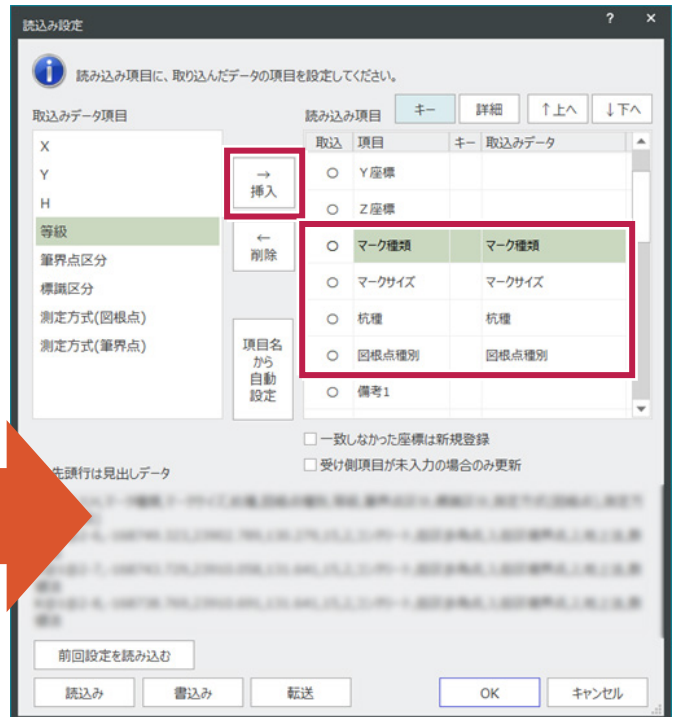 読込み設定
? ×
読み込み項目に、取り込んだデータの項目を設定してください。
取込みデータ項目
X
Y
H
等級
筆界点区分
標識区分
測定方式(図根点)
測定方式(筆界点)
→
挿入
←
削除
項目名
から
自動
設定
読み込み項目
キー
詳細
↑上へ
↓下へ
取込 項目 キー 取込みデータ
○ Y座標
○ Z座標
○ マーク種類 マーク種類
○ マークサイズ マークサイズ
○ 杭種 杭種
○ 図根点種別 図根点種別
○ 備考1
一致しなかった座標は新規登録
受け側項目が未入力の場合のみ更新
先頭行は見出しデータ
前回設定を読み込む
読込み
書込み
転送
OK
キャンセル